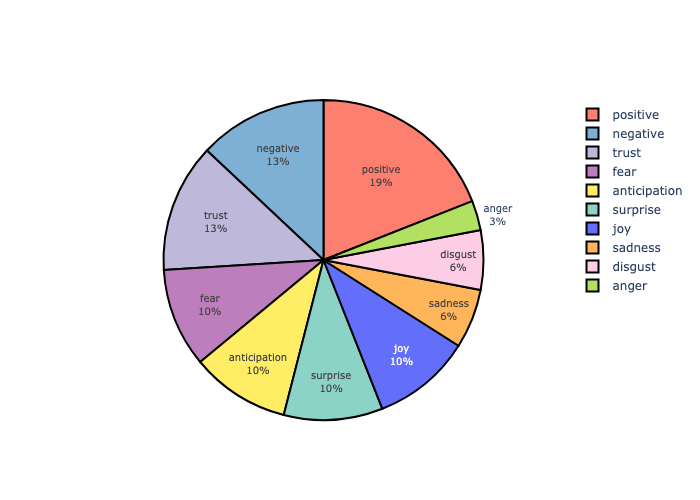 positive
19%
negative
13%
trust
13%
fear
10%
anticipation
10%
surprise
10%
joy
10%
sadness
6%
disgust
6%
anger
3%
positive
negative
trust
fear
anticipation
surprise
joy
sadness
disgust
anger